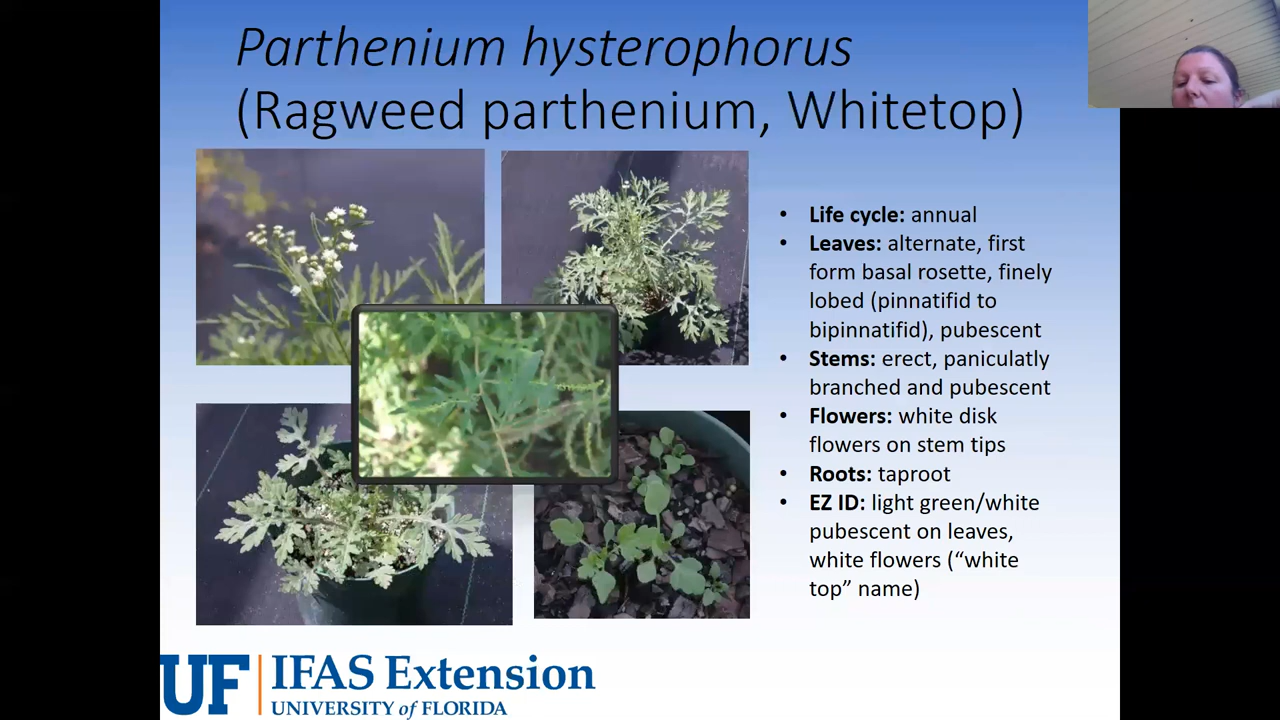 Parthenium hysterophorus
(Ragweed parthenium, Whitetop)
• Life cycle: annual
• Leaves: alternate, first
form basal rosette, finely
lobed (pinnatifid to
bipinnatifid), pubescent
• Stems: erect, paniculatly
branched and pubescent
• Flowers: white disk
flowers on stem tips
• Roots: taproot
• EZ ID: light green/white
pubescent on leaves,
white flowers (“white
top” name)
UF IFAS Extension
UNIVERSITY of FLORIDA